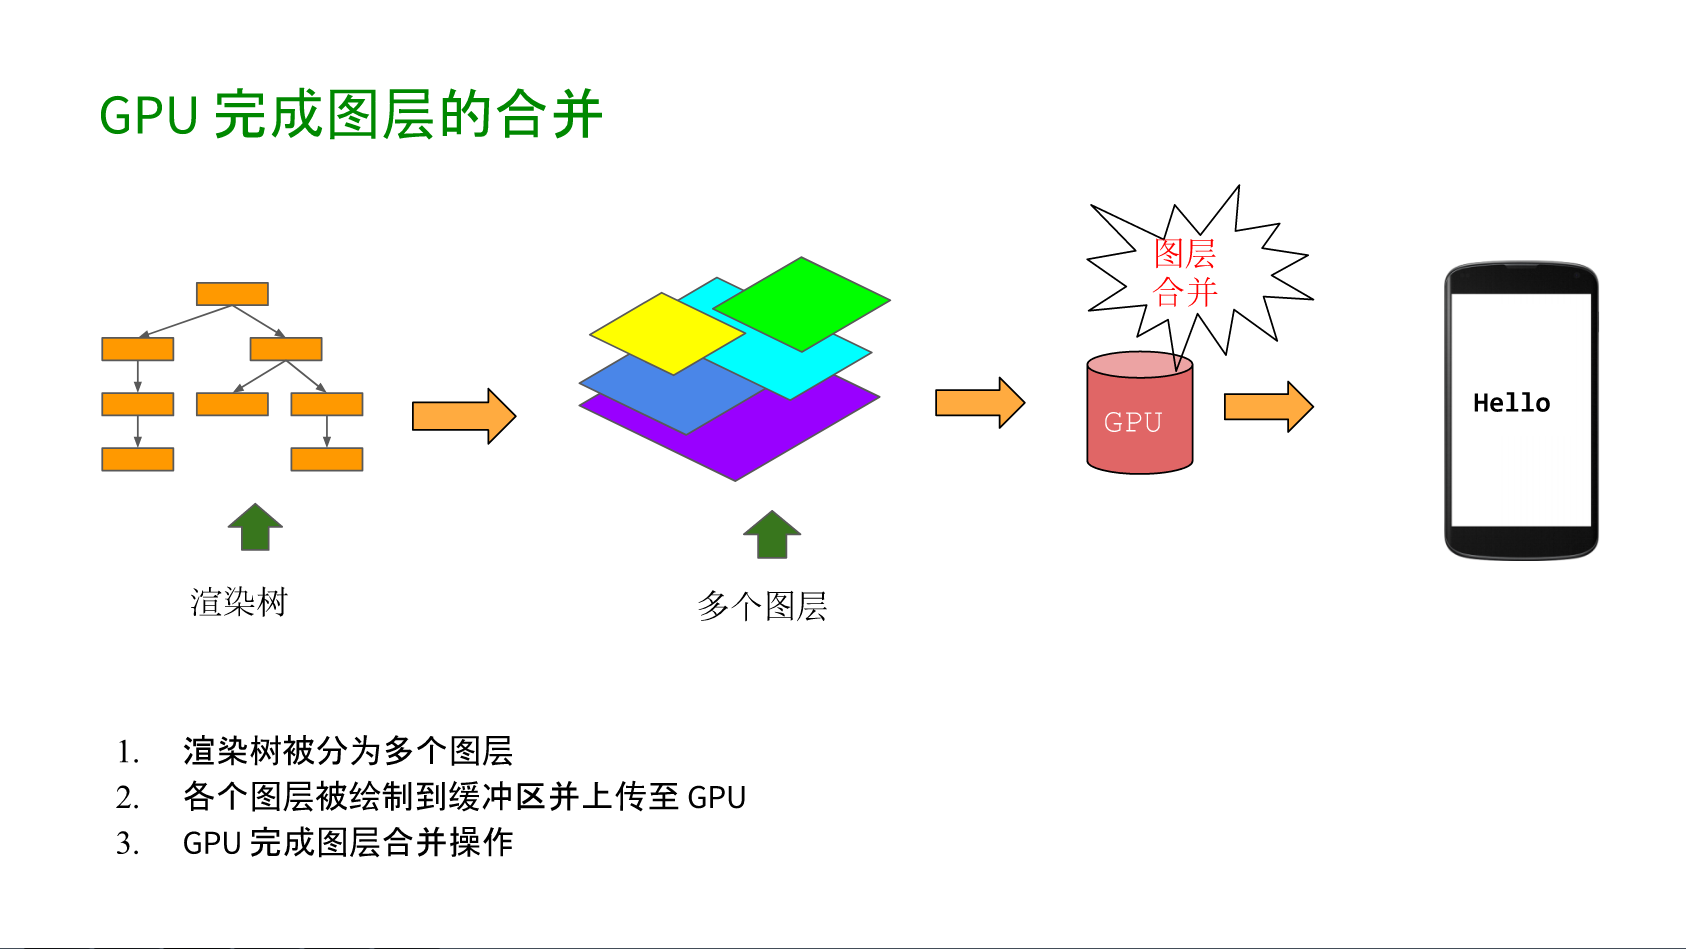 GPU 完成图层的合并
图层
合并
GPU
Hello
渲染树
多个图层
1. 渲染树被分为多个图层
2. 各个图层被绘制到缓冲区并上传至 GPU
3. GPU 完成图层合并操作